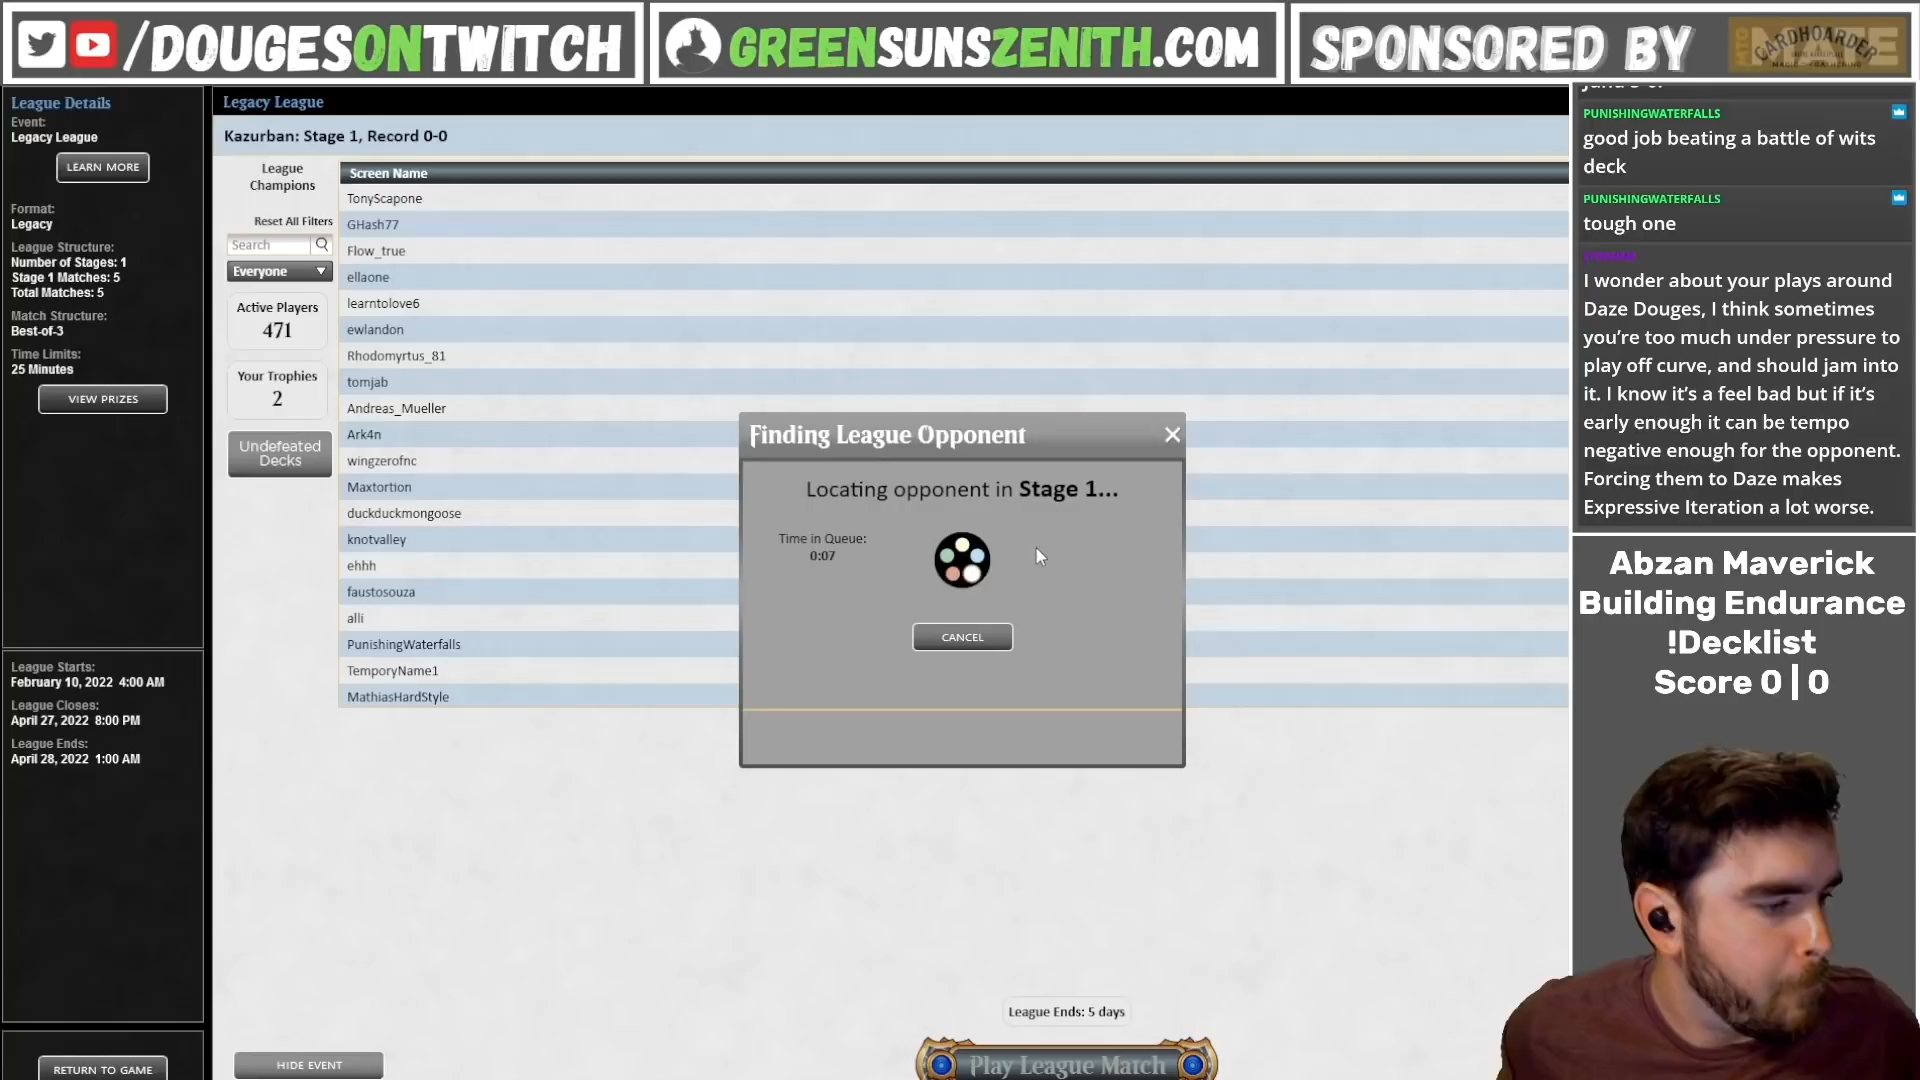 /DOUGESONTWITCH
GREENSUNSZENITH.COM
SPONSORED BY
CARDHOARDER
League Details
Event:
Legacy League
LEARN MORE
Format:
Legacy
League Structure:
Number of Stages: 1
Stage 1 Matches: 5
Total Matches: 5
Match Structure:
Best-of-3
Time Limits:
25 Minutes
VIEW PRIZES
League Starts:
February 10, 2022 4:00 AM
League Closes:
April 27, 2022 8:00 PM
League Ends:
April 28, 2022 1:00 AM
RETURN TO GAME
Legacy League
Kazurban: Stage 1, Record 0-0
League
Champions
Reset All Filters
Search
Everyone
Active Players
471
Your Trophies
2
Undefeated
Decks
Screen Name
TonyScapone
GHash77
Flow_true
ellaone
learntolove6
ewlandon
Rhodomyrtus_81
tomjab
Andreas_Mueller
Ark4n
wingzerofnc
Maxtortion
duckduckmongoose
knotvalley
ehhh
faustosouza
alli
PunishingWaterfalls
TemporyName1
MathiasHardStyle
Finding League Opponent
Locating opponent in Stage 1...
Time in Queue:
0:07
CANCEL
League Ends: 5 days
HIDE EVENT
Play League Match
PUNISHINGWATERFALLS
good job beating a battle of wits
deck
PUNISHINGWATERFALLS
tough one
I wonder about your plays around
Daze Douges, I think sometimes
you're too much under pressure to
play off curve, and should jam into
it. I know it's a feel bad but if it's
early enough it can be tempo
negative enough for the opponent.
Forcing them to Daze makes
Expressive Iteration a lot worse.
Abzan Maverick
Building Endurance
!Decklist
Score 0 | 0